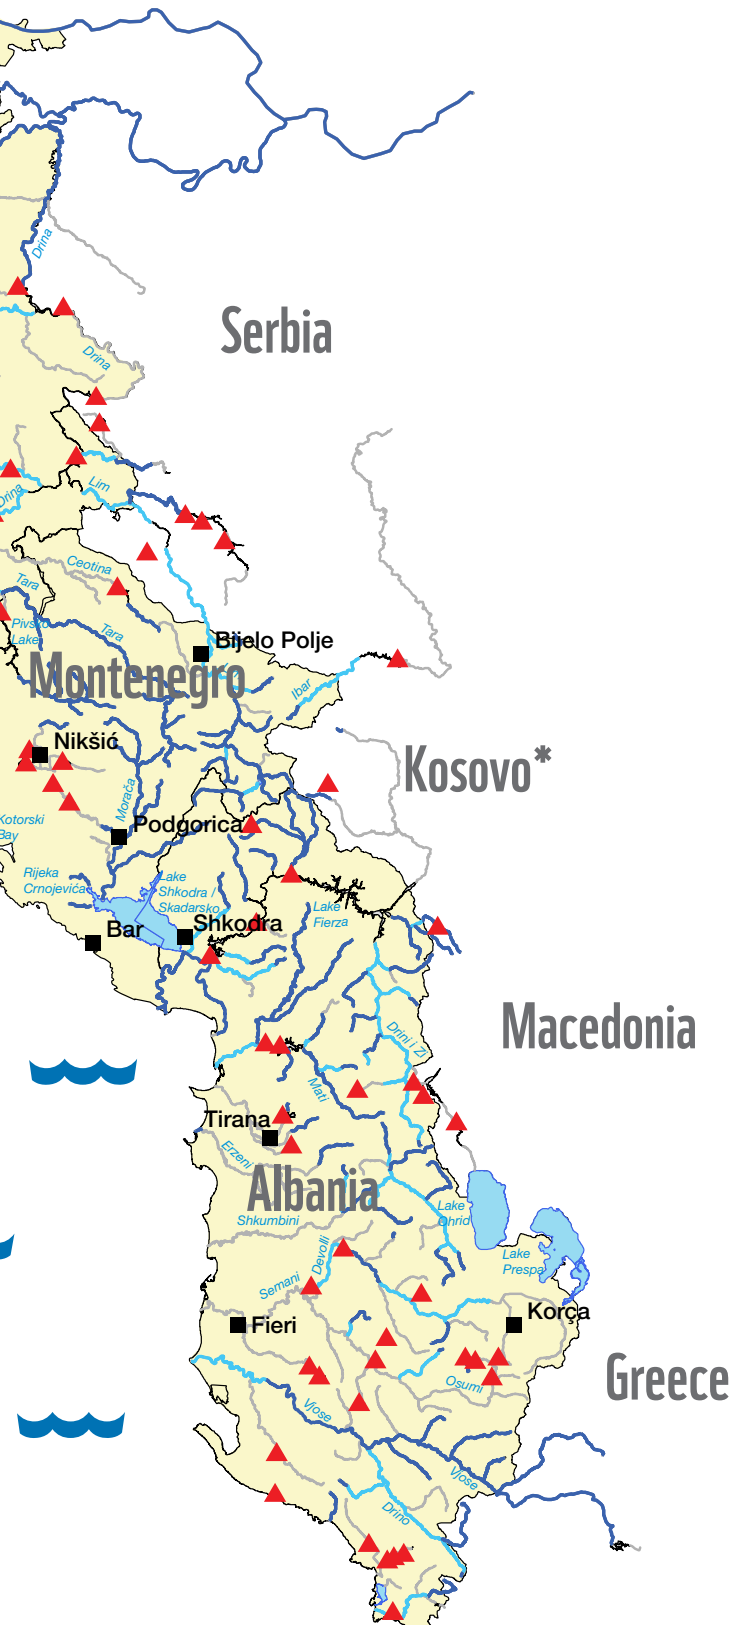 Drina
Serbia
Drina
Lim
Drina
Ceotina
Tara
Tara
Pivsko
Lake
Bijelo Polje
Lim
Montenegro
Ibar
Nikšić
Kosovo*
Morača
Kotorski
Bay
Podgorica
Rijeka
Crnojevića
Lake
Shkodra /
Skadarsko
Lake
Fierza
Bar
Shkodra
Macedonia
Drini i Zi
Mati
Tirana
Erzeni
Albania
Lake
Ohrid
Shkumbini
Devolli
Lake
Prespa
Semani
Korça
Fieri
Greece
Osumi
Vjose
Vjose
Drino